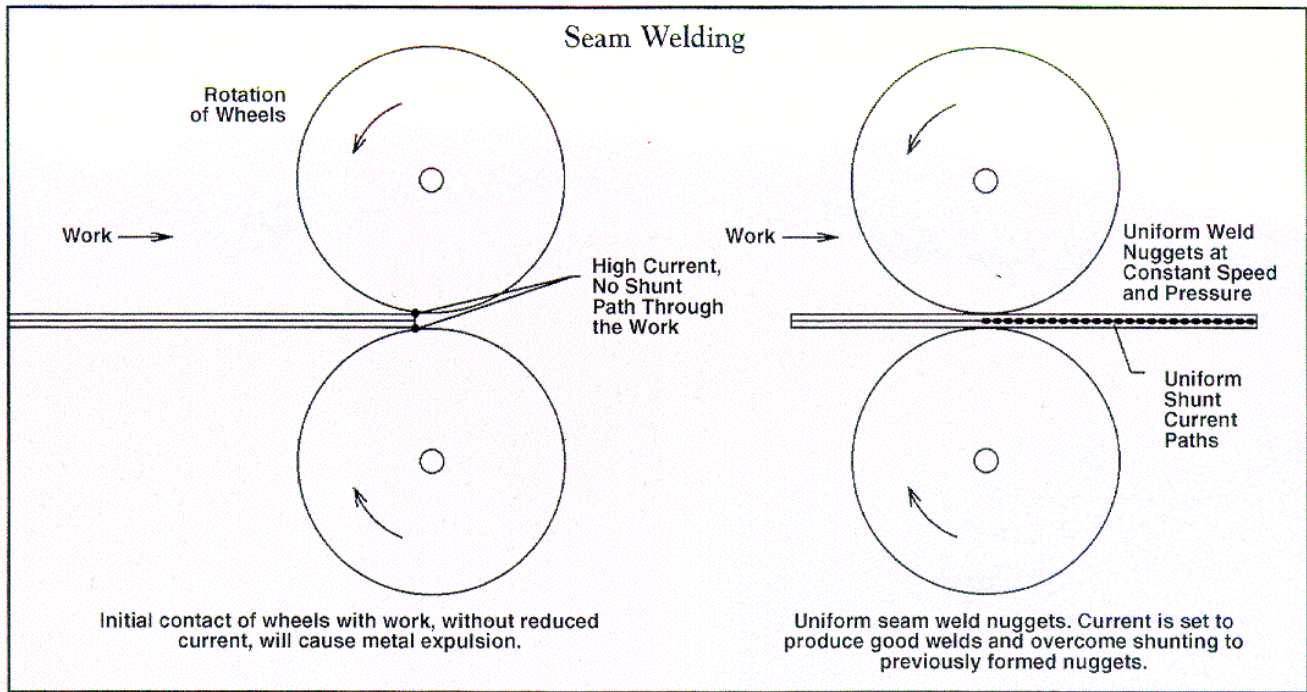 Seam Welding
Rotation
of Wheels
Work
High Current,
No Shunt
Path Through
the Work
Initial contact of wheels with work, without reduced
current, will cause metal expulsion.
Work
Uniform Weld
Nuggets at
Constant Speed
and Pressure
Uniform
Shunt
Current
Paths
Uniform seam weld nuggets. Current is set to
produce good welds and overcome shunting to
previously formed nuggets.